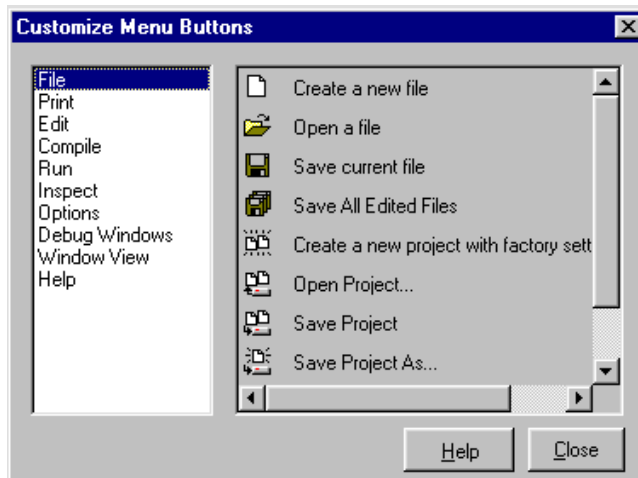 Customize Menu Buttons
File
Print
Edit
Compile
Run
Inspect
Options
Debug Windows
Window View
Help
Create a new file
Open a file
Save current file
Save All Edited Files
Create a new project with factory sett
Open Project...
Save Project
Save Project As...
Help
Close